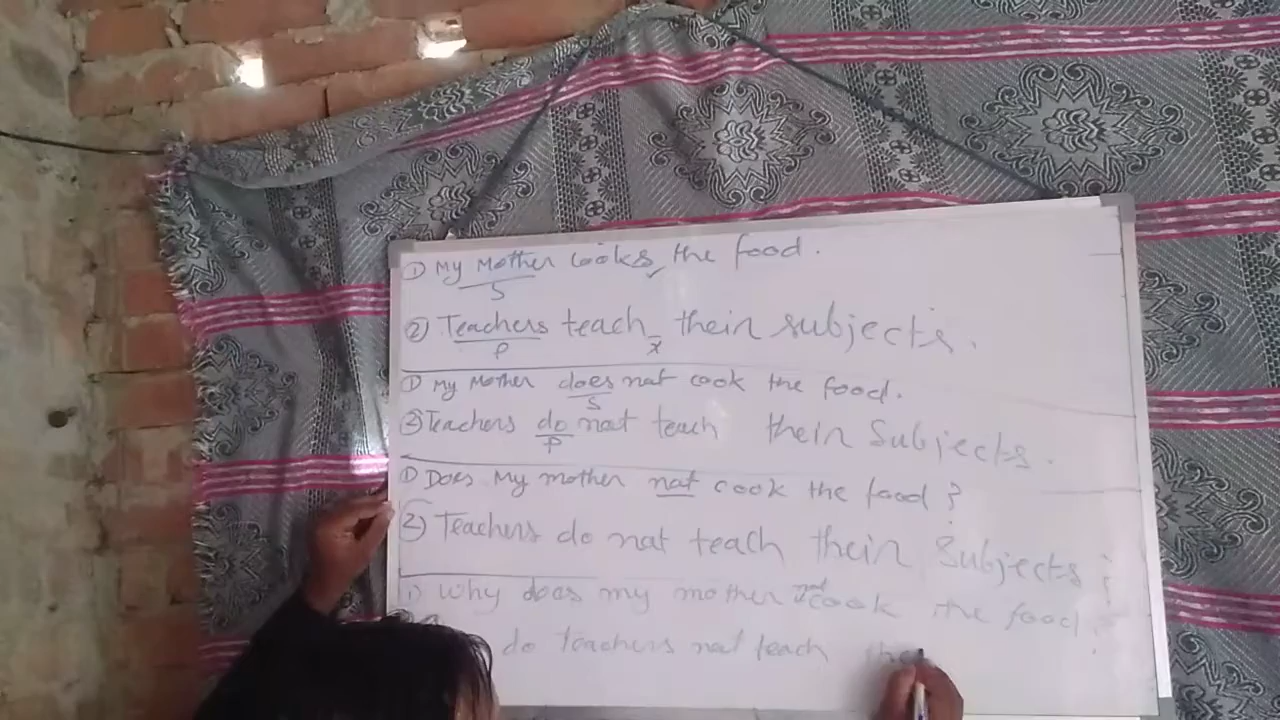 ① My Mother cooks the food.
S ✓
② Teachers teach their subjects.
P x
① My Mother does not cook the food.
S
② Teachers do not teach their Subjects.
P
① Does My mother not cook the food?
② Teachers do not teach their Subjects?
① Why does my mother not cook the food?
do teachers not teach the